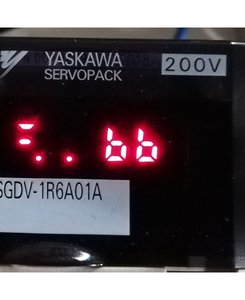 YASKAWA
SERVOPACK
200V
bb
SGDV-1R6A01A